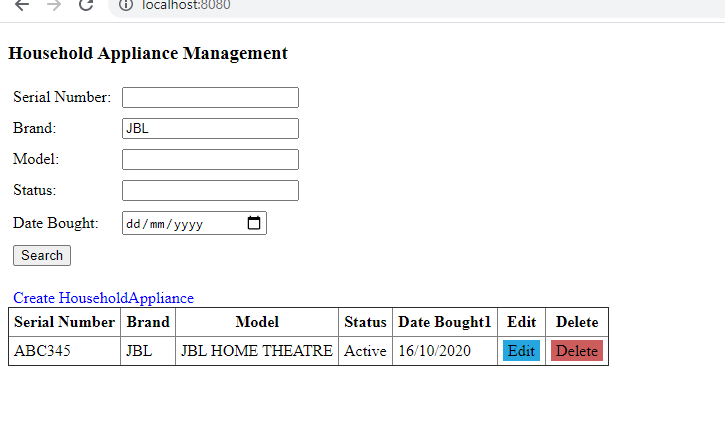 localhost:8080
Household Appliance Management
Serial Number:
Brand: JBL
Model:
Status:
Date Bought: dd/mm/yyyy
Search
Create HouseholdAppliance
Serial Number Brand Model Status Date Bought1 Edit Delete
ABC345 JBL JBL HOME THEATRE Active 16/10/2020 Edit Delete